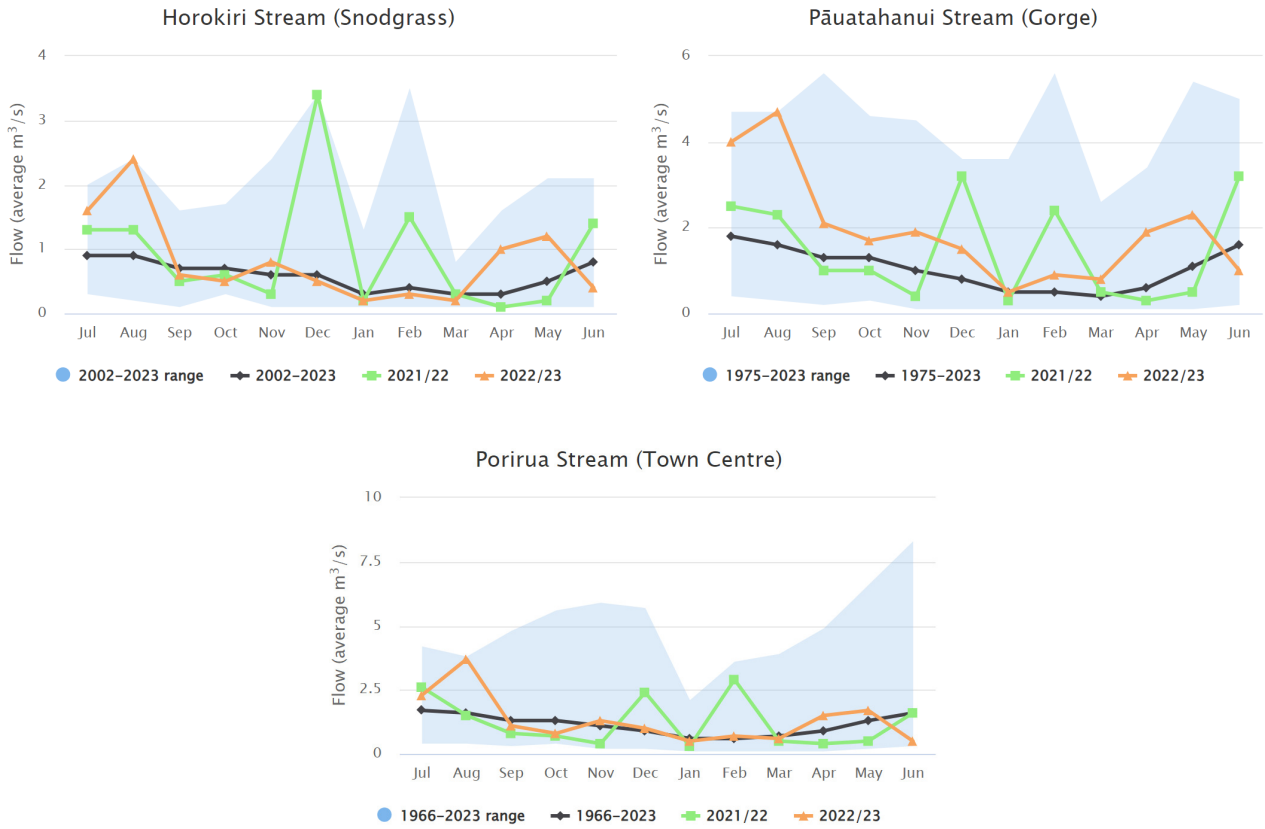 Horokiri Stream (Snodgrass)
Flow (average m³/s)
4
3
2
1
0
Jul Aug Sep Oct Nov Dec Jan Feb Mar Apr May Jun
2002–2023 range 2002–2023 2021/22 2022/23
Pāuatahanui Stream (Gorge)
Flow (average m³/s)
6
4
2
0
Jul Aug Sep Oct Nov Dec Jan Feb Mar Apr May Jun
1975–2023 range 1975–2023 2021/22 2022/23
Porirua Stream (Town Centre)
Flow (average m³/s)
10
7.5
5
2.5
0
Jul Aug Sep Oct Nov Dec Jan Feb Mar Apr May Jun
1966–2023 range 1966–2023 2021/22 2022/23